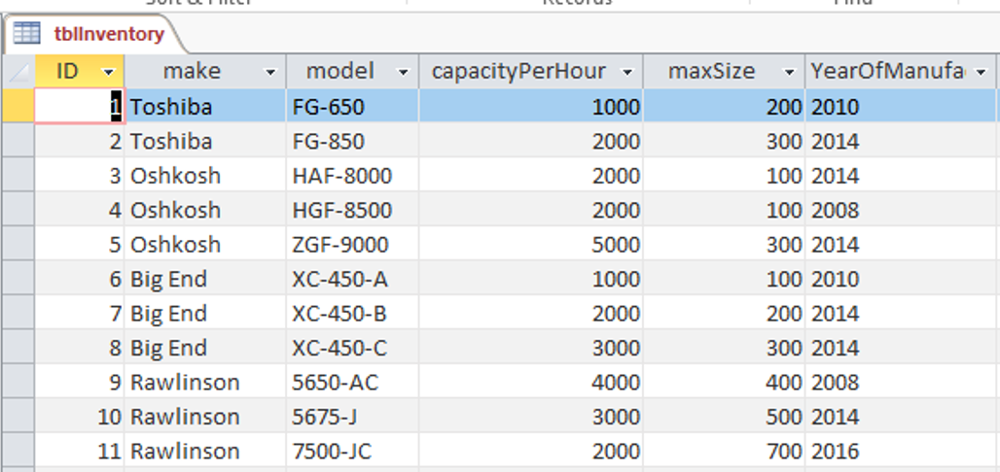 Sort & Filter Records Find
tblInventory
ID make model capacityPerHour maxSize YearOfManufa
1 Toshiba FG-650 1000 200 2010
2 Toshiba FG-850 2000 300 2014
3 Oshkosh HAF-8000 2000 100 2014
4 Oshkosh HGF-8500 2000 100 2008
5 Oshkosh ZGF-9000 5000 300 2014
6 Big End XC-450-A 1000 100 2010
7 Big End XC-450-B 2000 200 2014
8 Big End XC-450-C 3000 300 2014
9 Rawlinson 5650-AC 4000 400 2008
10 Rawlinson 5675-J 3000 500 2014
11 Rawlinson 7500-JC 2000 700 2016